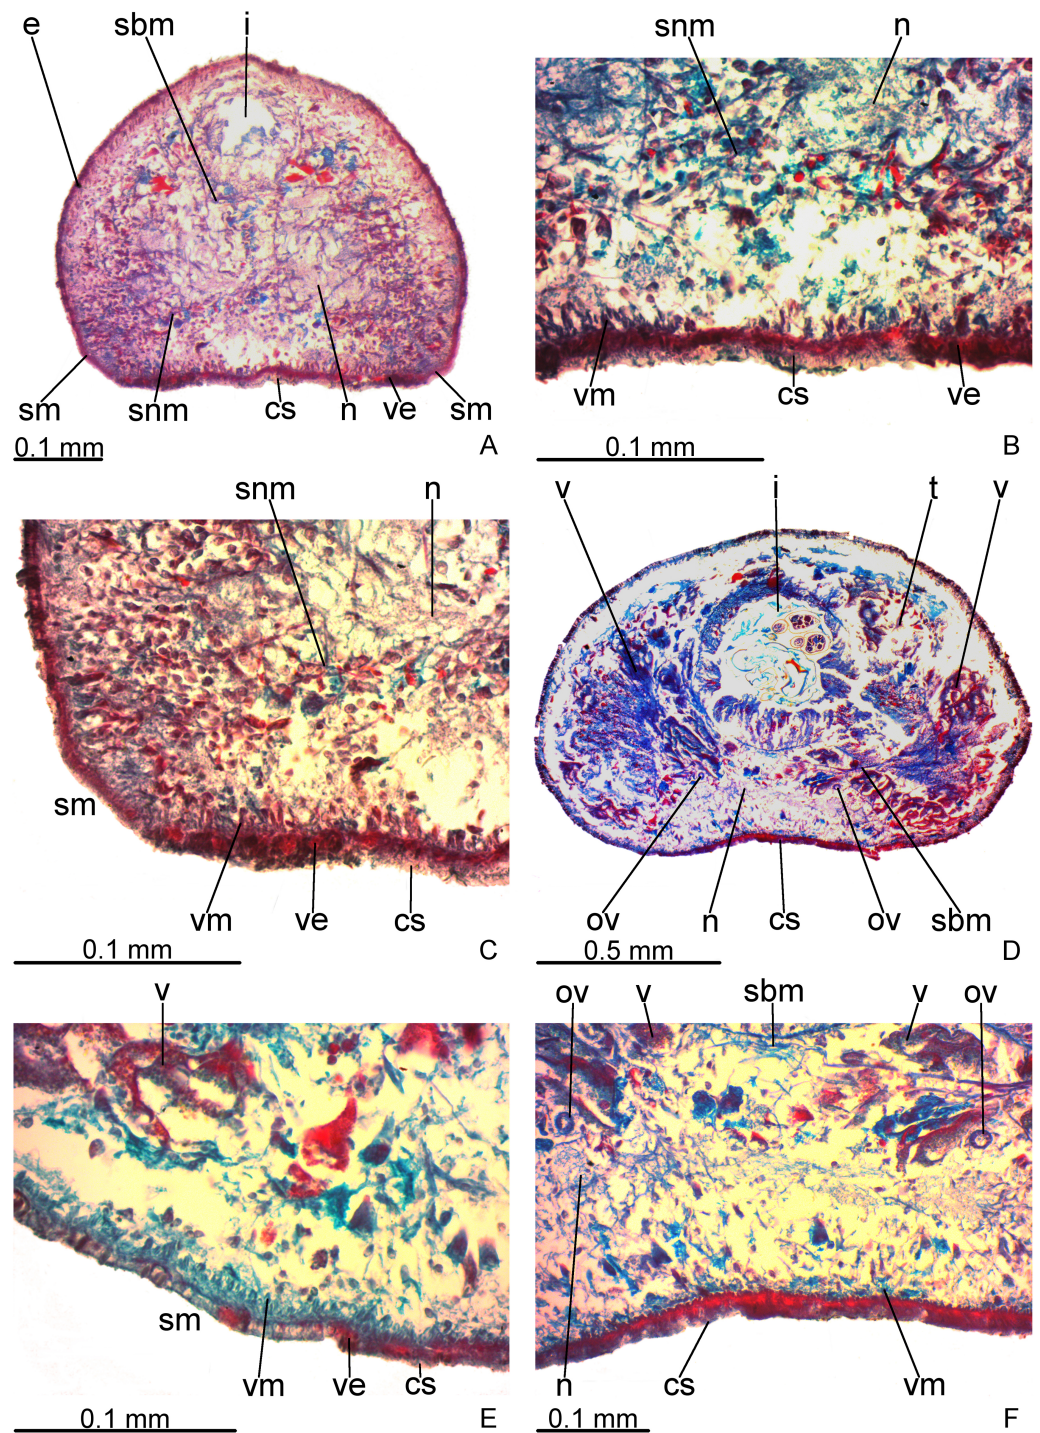 e sbm i
sm snm cs n ve sm
0.1 mm A
snm n
vm cs ve
0.1 mm B
snm n
sm
vm ve cs
0.1 mm C
v i t v
ov n cs ov sbm
0.5 mm D
v
sm
vm ve cs
0.1 mm E
ov v sbm v ov
n cs vm
0.1 mm F